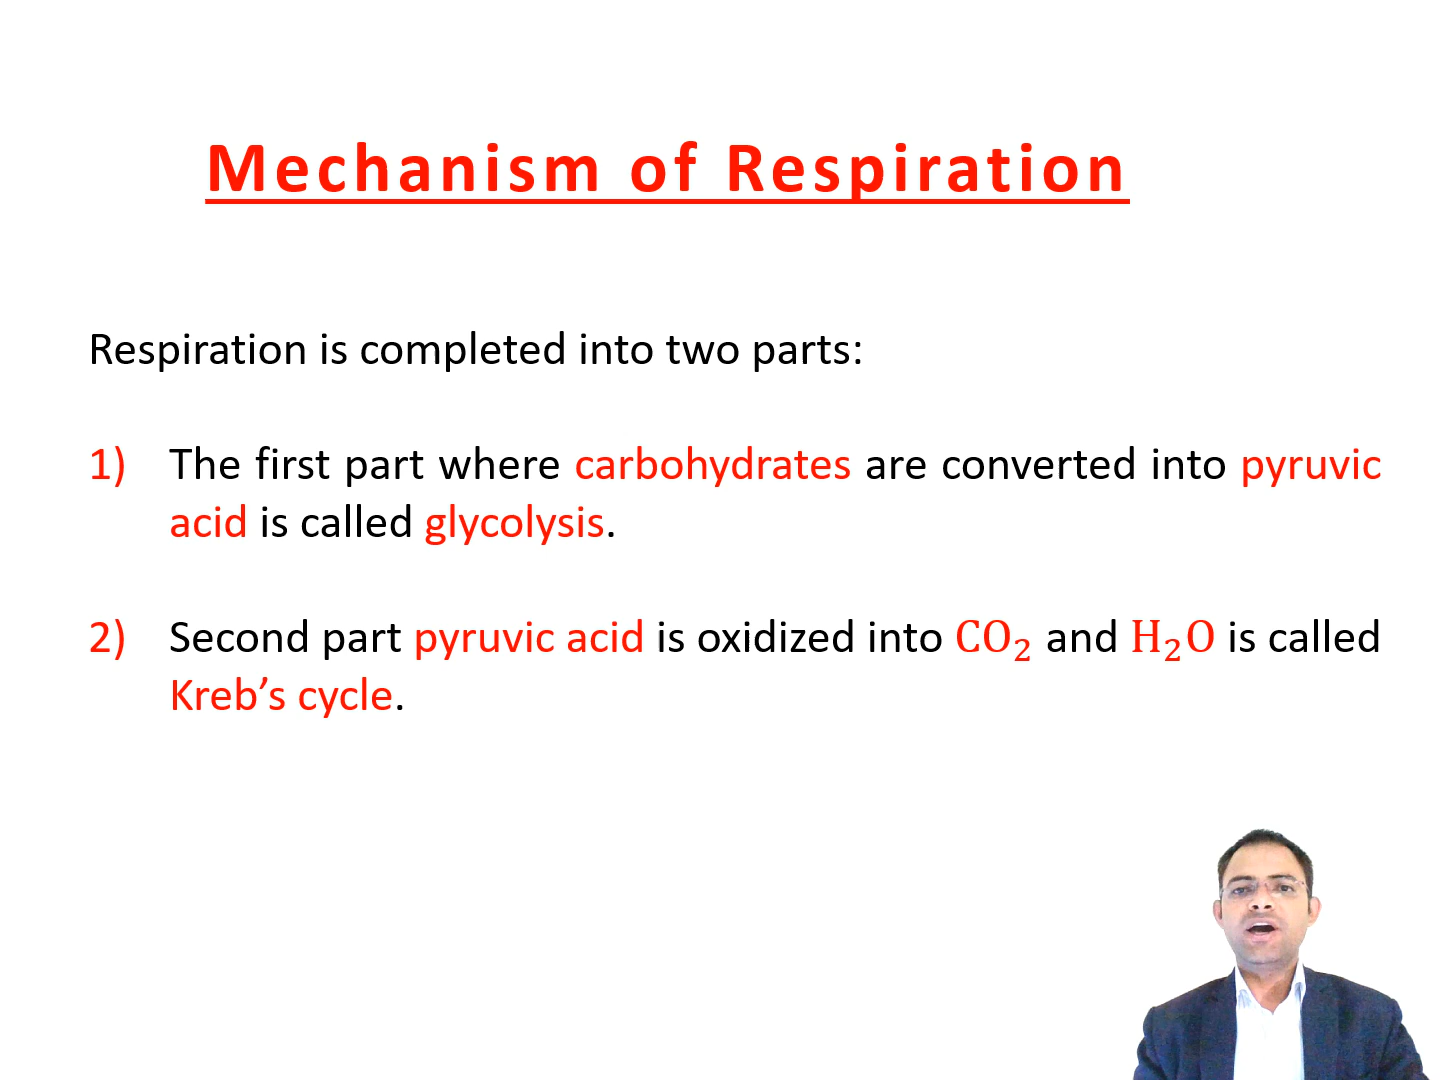 Mechanism of Respiration
Respiration is completed into two parts:
1) The first part where carbohydrates are converted into pyruvic
acid is called glycolysis.
2) Second part pyruvic acid is oxidized into CO₂ and H₂O is called
Kreb’s cycle.